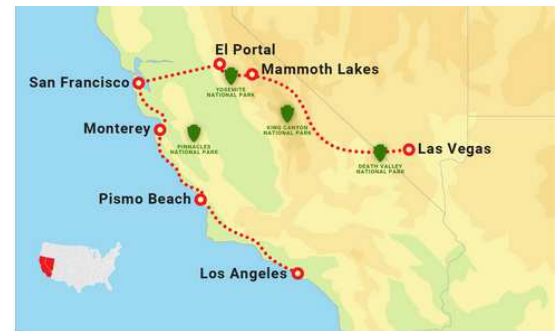 El Portal
Mammoth Lakes
San Francisco
YOSEMITE
NATIONAL PARK
KING CANYON
NATIONAL PARK
Monterey
PINNACLES
NATIONAL PARK
Las Vegas
DEATH VALLEY
NATIONAL PARK
Pismo Beach
Los Angeles